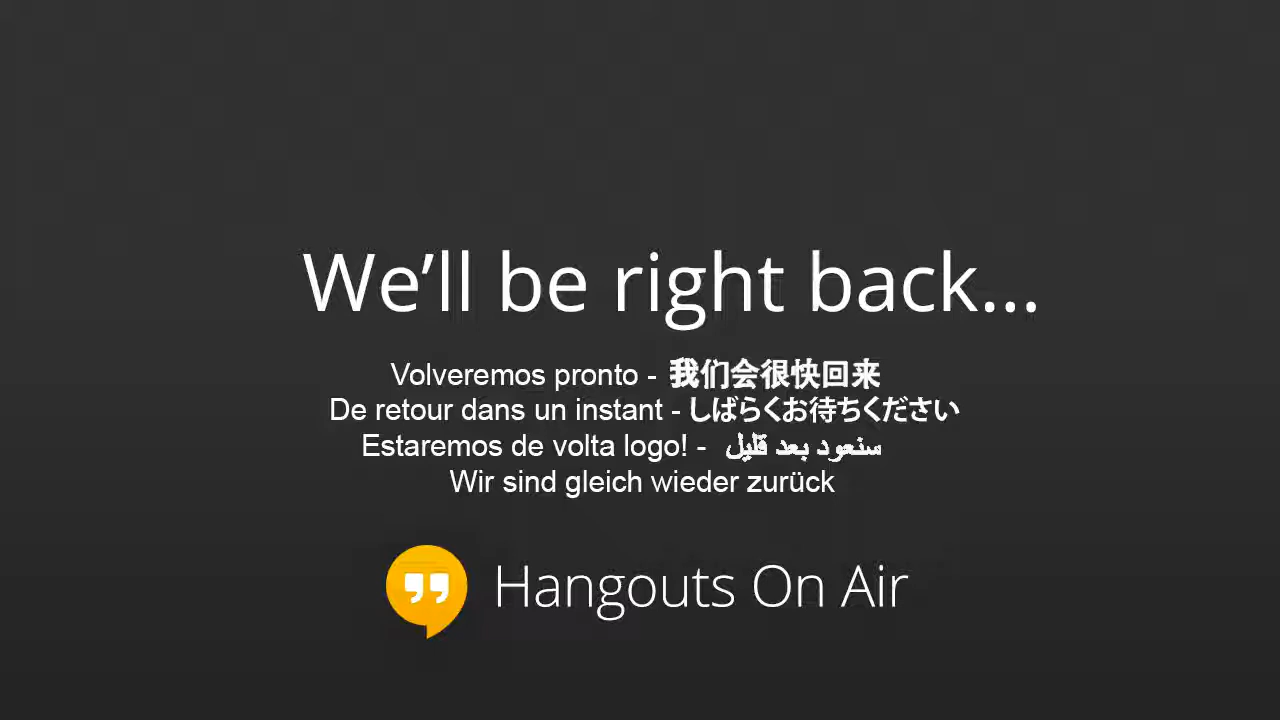 We’ll be right back...
Volveremos pronto - 我们会很快回来
De retour dans un instant - しばらくお待ちください
Estaremos de volta logo! - سنعود بعد قليل
Wir sind gleich wieder zurück
Hangouts On Air